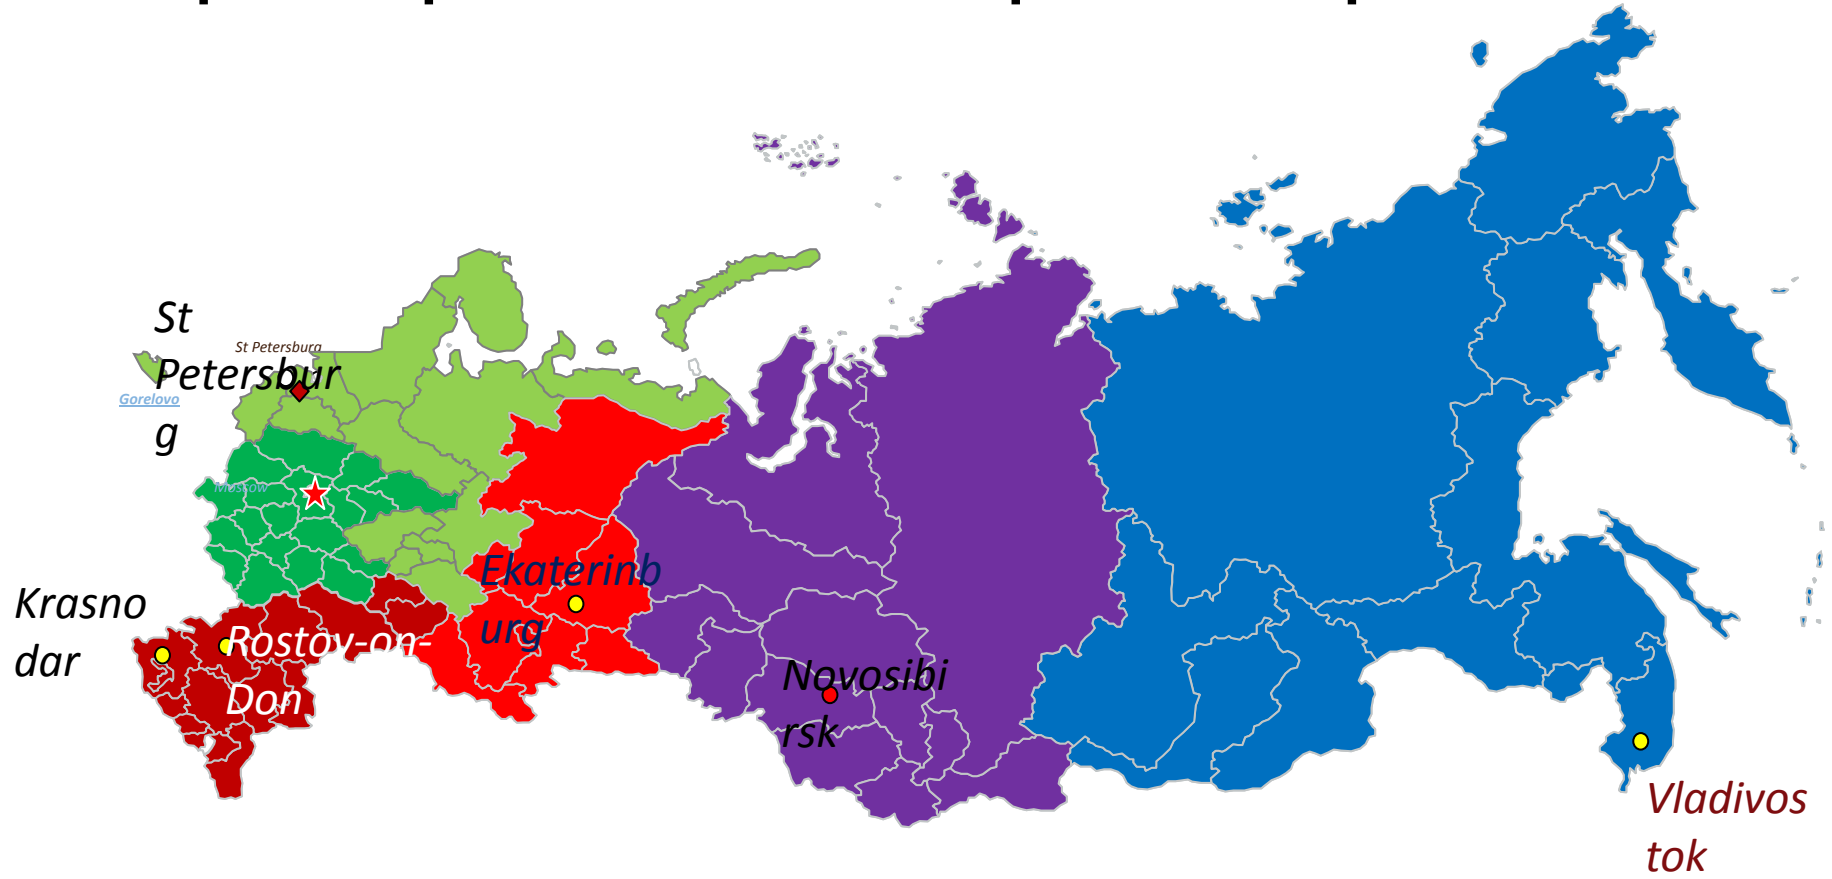 St
St Petersburg
Petersbur
Gorelovo
g
Moscow
Ekaterinb
urg
Krasno
dar
Rostov-on-
Don
Novosibi
rsk
Vladivos
tok